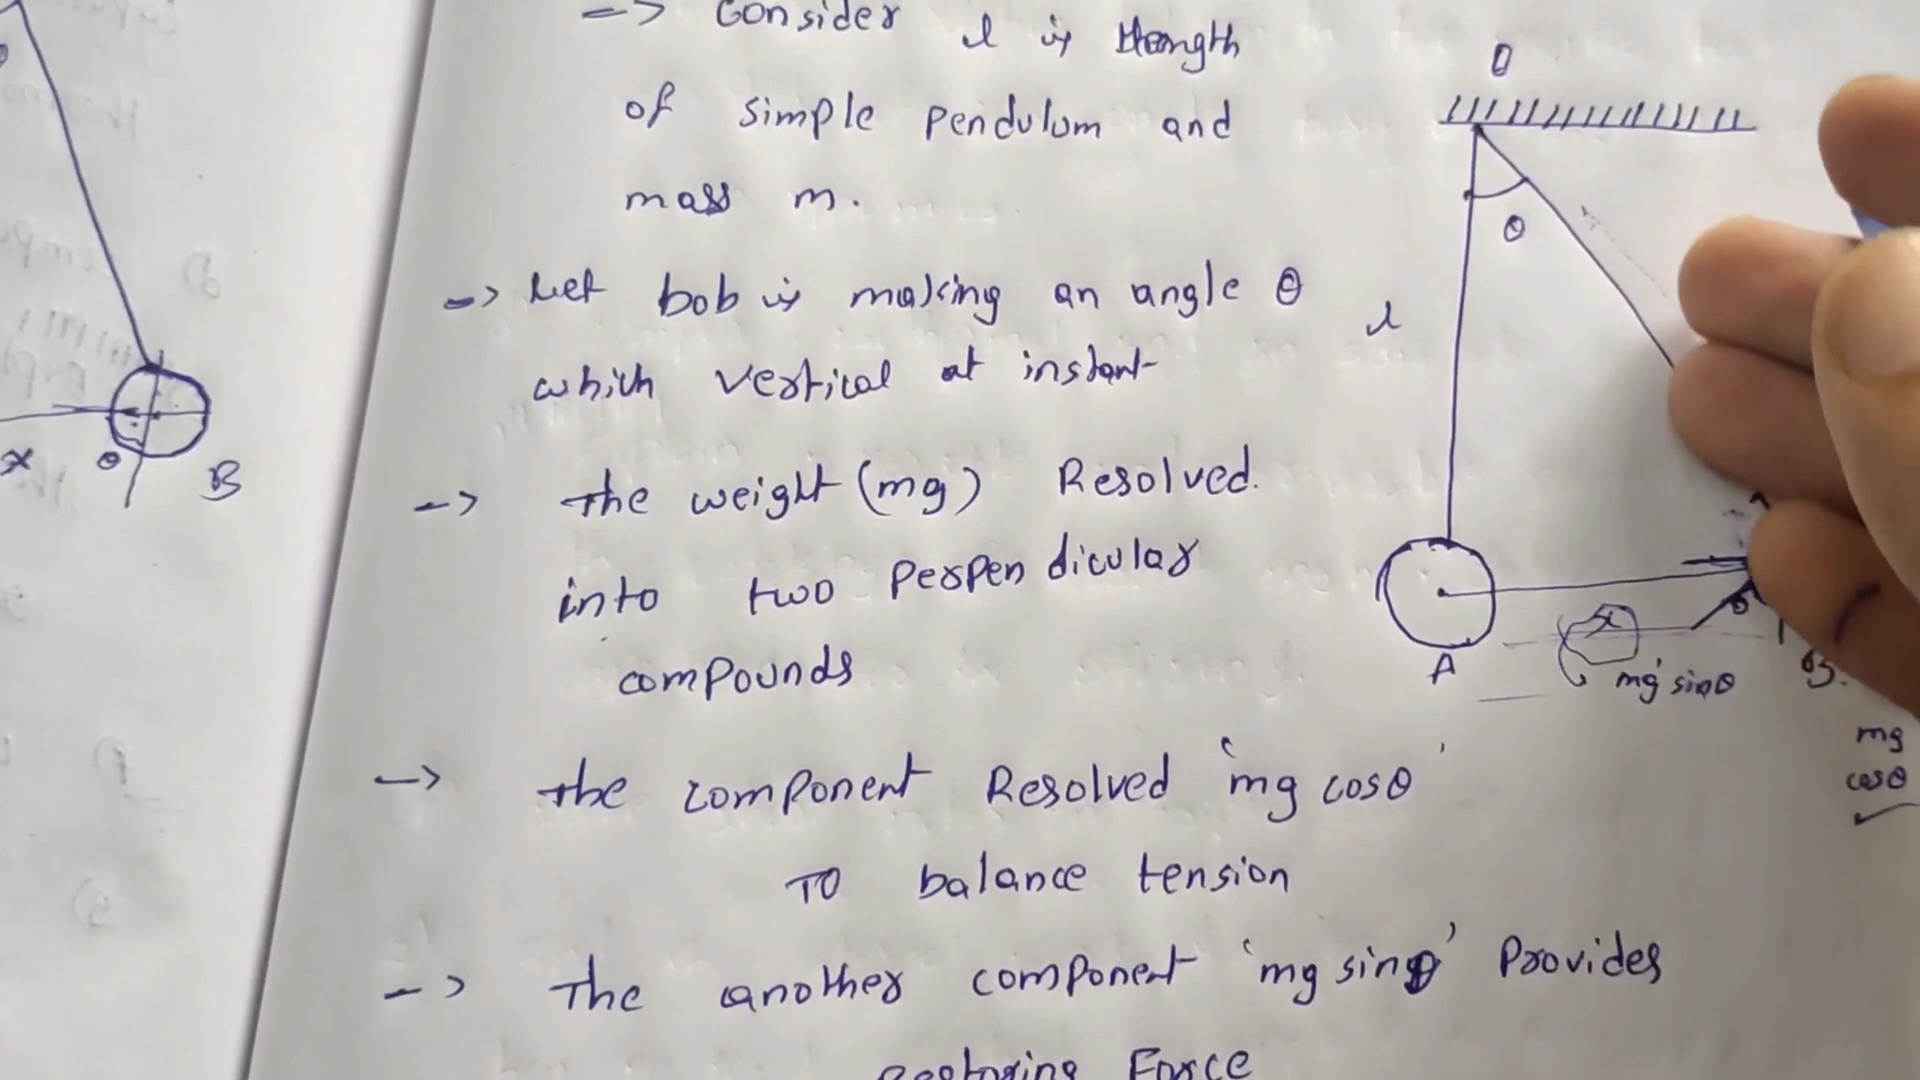 -> Consider l is length
of simple pendulum and
mass m.
-> Let bob is making an angle θ
which vertical at instant
-> the weight (mg) Resolved.
into two Perpendicular
compounds
-> the component Resolved 'mg cosθ'
TO balance tension
-> The another component 'mg sinθ' Provides
Restoring Force
O
θ
l
x
A
mg sinθ
B.
mg
cosθ
x
θ
B